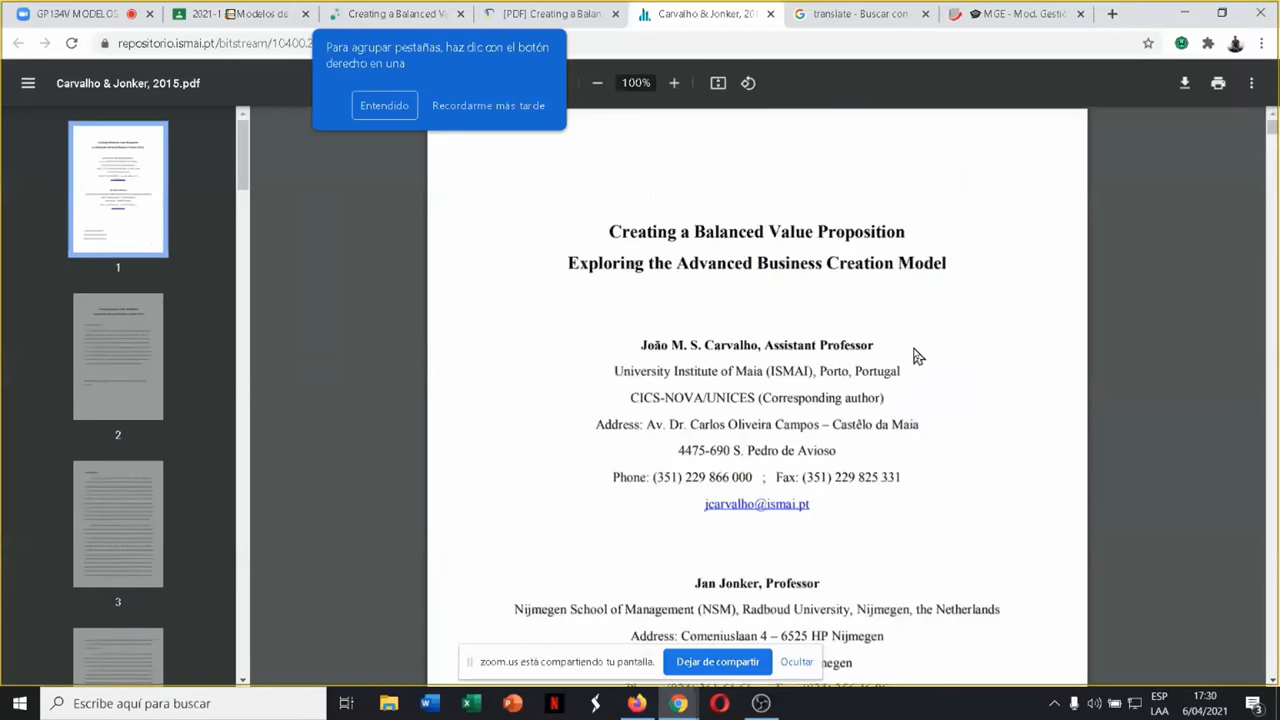 GP134V MODELOS
2021-1 Modelos de
Creating a Balanced V
[PDF] Creating a Balan
Carvalho & Jonker, 201
translate - Buscar con
MGE - Mod. Gesti
repositorio.ismai.pt/bitstream/10400.2
Para agrupar pestañas, haz clic con el botón
derecho en una
Entendido
Recordarme más tarde
Carvalho & Jonker, 2015.pdf
100%
1
2
3
Creating a Balanced Value Proposition
Exploring the Advanced Business Creation Model
João M. S. Carvalho, Assistant Professor
University Institute of Maia (ISMAI), Porto, Portugal
CICS-NOVA/UNICES (Corresponding author)
Address: Av. Dr. Carlos Oliveira Campos – Castêlo da Maia
4475-690 S. Pedro de Avioso
Phone: (351) 229 866 000 ; Fax: (351) 229 825 331
jcarvalho@ismai.pt
Jan Jonker, Professor
Nijmegen School of Management (NSM), Radboud University, Nijmegen, the Netherlands
Address: Comeniuslaan 4 – 6525 HP Nijmegen
zoom.us está compartiendo tu pantalla.
Dejar de compartir
Ocultar
megen
Escribe aquí para buscar
ESP
LAA
17:30
6/04/2021
3